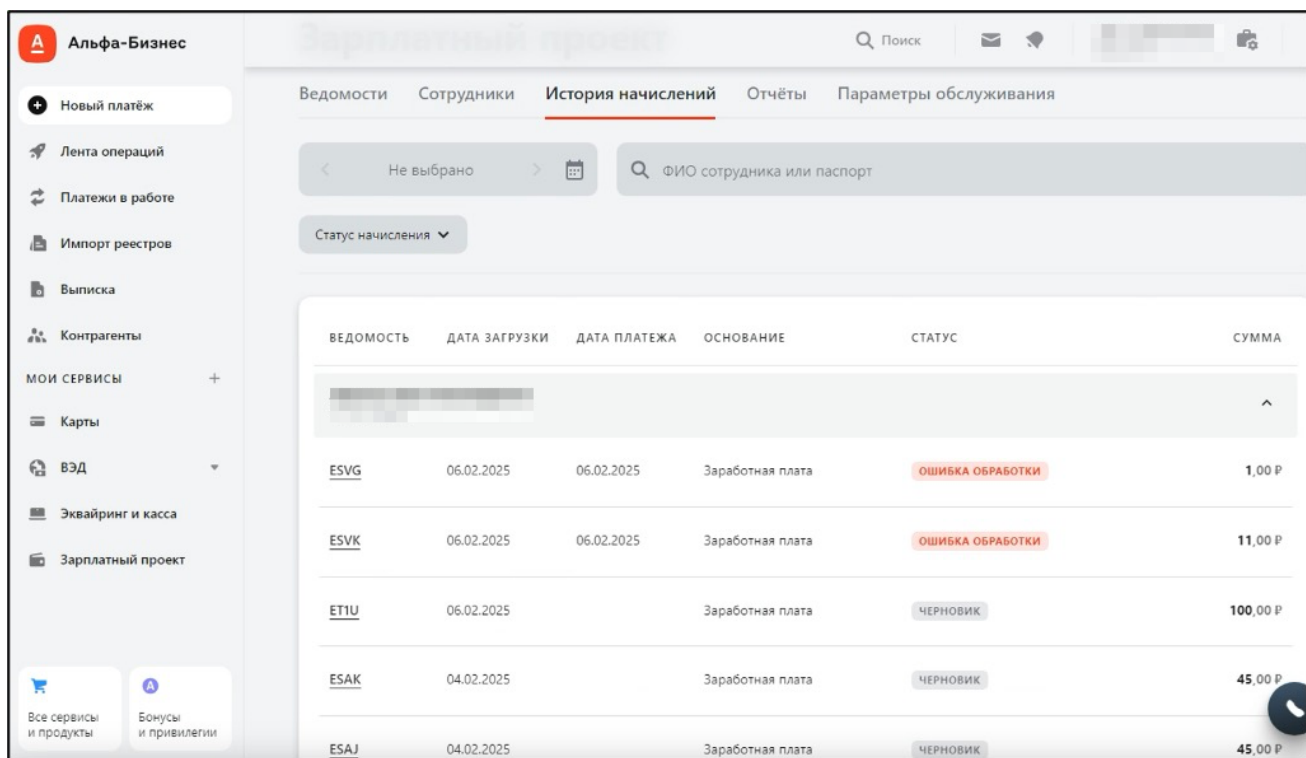 Альфа-Бизнес
Зарплатный проект
Поиск
Новый платёж
Лента операций
Платежи в работе
Импорт реестров
Выписка
Контрагенты
МОИ СЕРВИСЫ
Карты
ВЭД
Эквайринг и касса
Зарплатный проект
Все сервисы
и продукты
Бонусы
и привилегии
Ведомости Сотрудники История начислений Отчёты Параметры обслуживания
Не выбрано
ФИО сотрудника или паспорт
Статус начисления
ВЕДОМОСТЬ ДАТА ЗАГРУЗКИ ДАТА ПЛАТЕЖА ОСНОВАНИЕ СТАТУС СУММА
ESVG 06.02.2025 06.02.2025 Заработная плата ОШИБКА ОБРАБОТКИ 1,00 ₽
ESVK 06.02.2025 06.02.2025 Заработная плата ОШИБКА ОБРАБОТКИ 11,00 ₽
ET1U 06.02.2025 Заработная плата ЧЕРНОВИК 100,00 ₽
ESAK 04.02.2025 Заработная плата ЧЕРНОВИК 45,00 ₽
ESAJ 04.02.2025 Заработная плата ЧЕРНОВИК 45,00 ₽